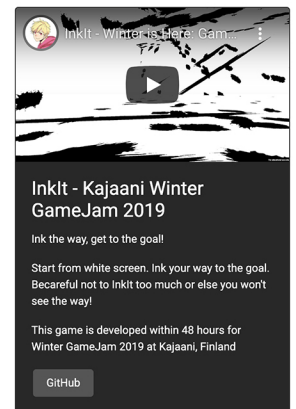 InkIt - Winter is Here: Gam...
InkIt - Kajaani Winter
GameJam 2019
Ink the way, get to the goal!
Start from white screen. Ink your way to the goal.
Becareful not to InkIt too much or else you won't
see the way!
This game is developed within 48 hours for
Winter GameJam 2019 at Kajaani, Finland
GitHub